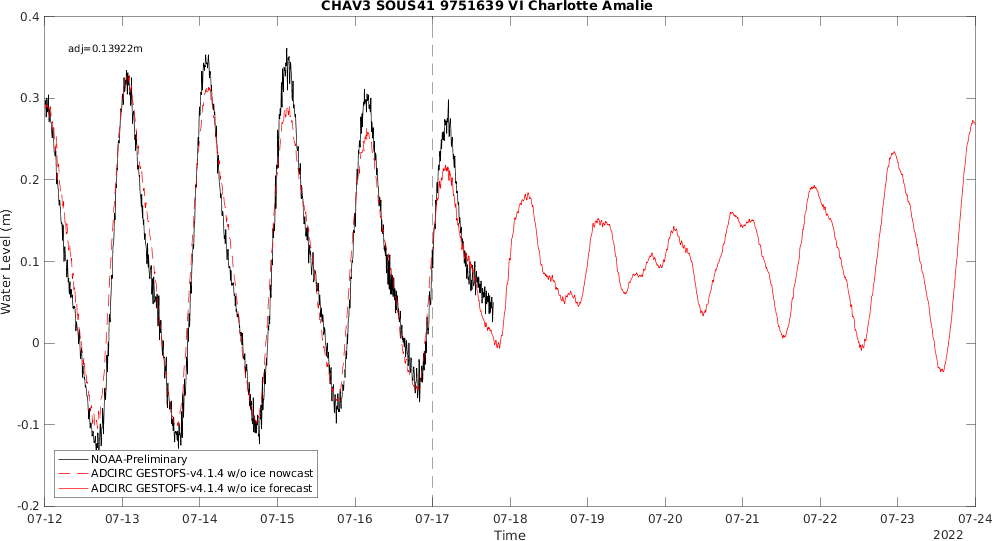 CHAV3 SOUS41 9751639 VI Charlotte Amalie
adj=0.13922m
Water Level (m)
0.4
0.3
0.2
0.1
0
-0.1
-0.2
NOAA-Preliminary
ADCIRC GESTOFS-v4.1.4 w/o ice nowcast
ADCIRC GESTOFS-v4.1.4 w/o ice forecast
07-12 07-13 07-14 07-15 07-16 07-17 07-18 07-19 07-20 07-21 07-22 07-23 07-24
Time
2022